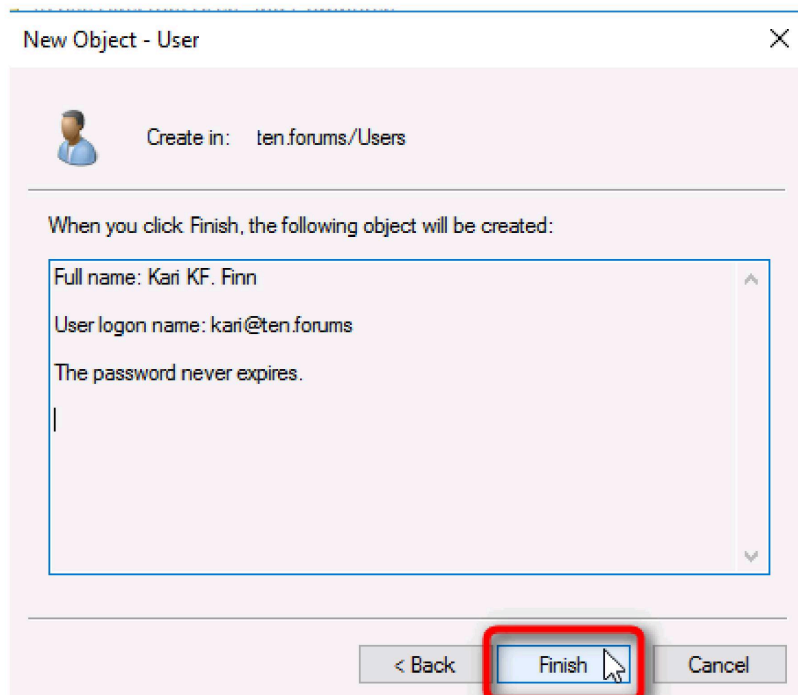 New Object - User
Create in: ten.forums/Users
When you click Finish, the following object will be created:
Full name: Kari KF. Finn
User logon name: kari@ten.forums
The password never expires.
< Back Finish Cancel